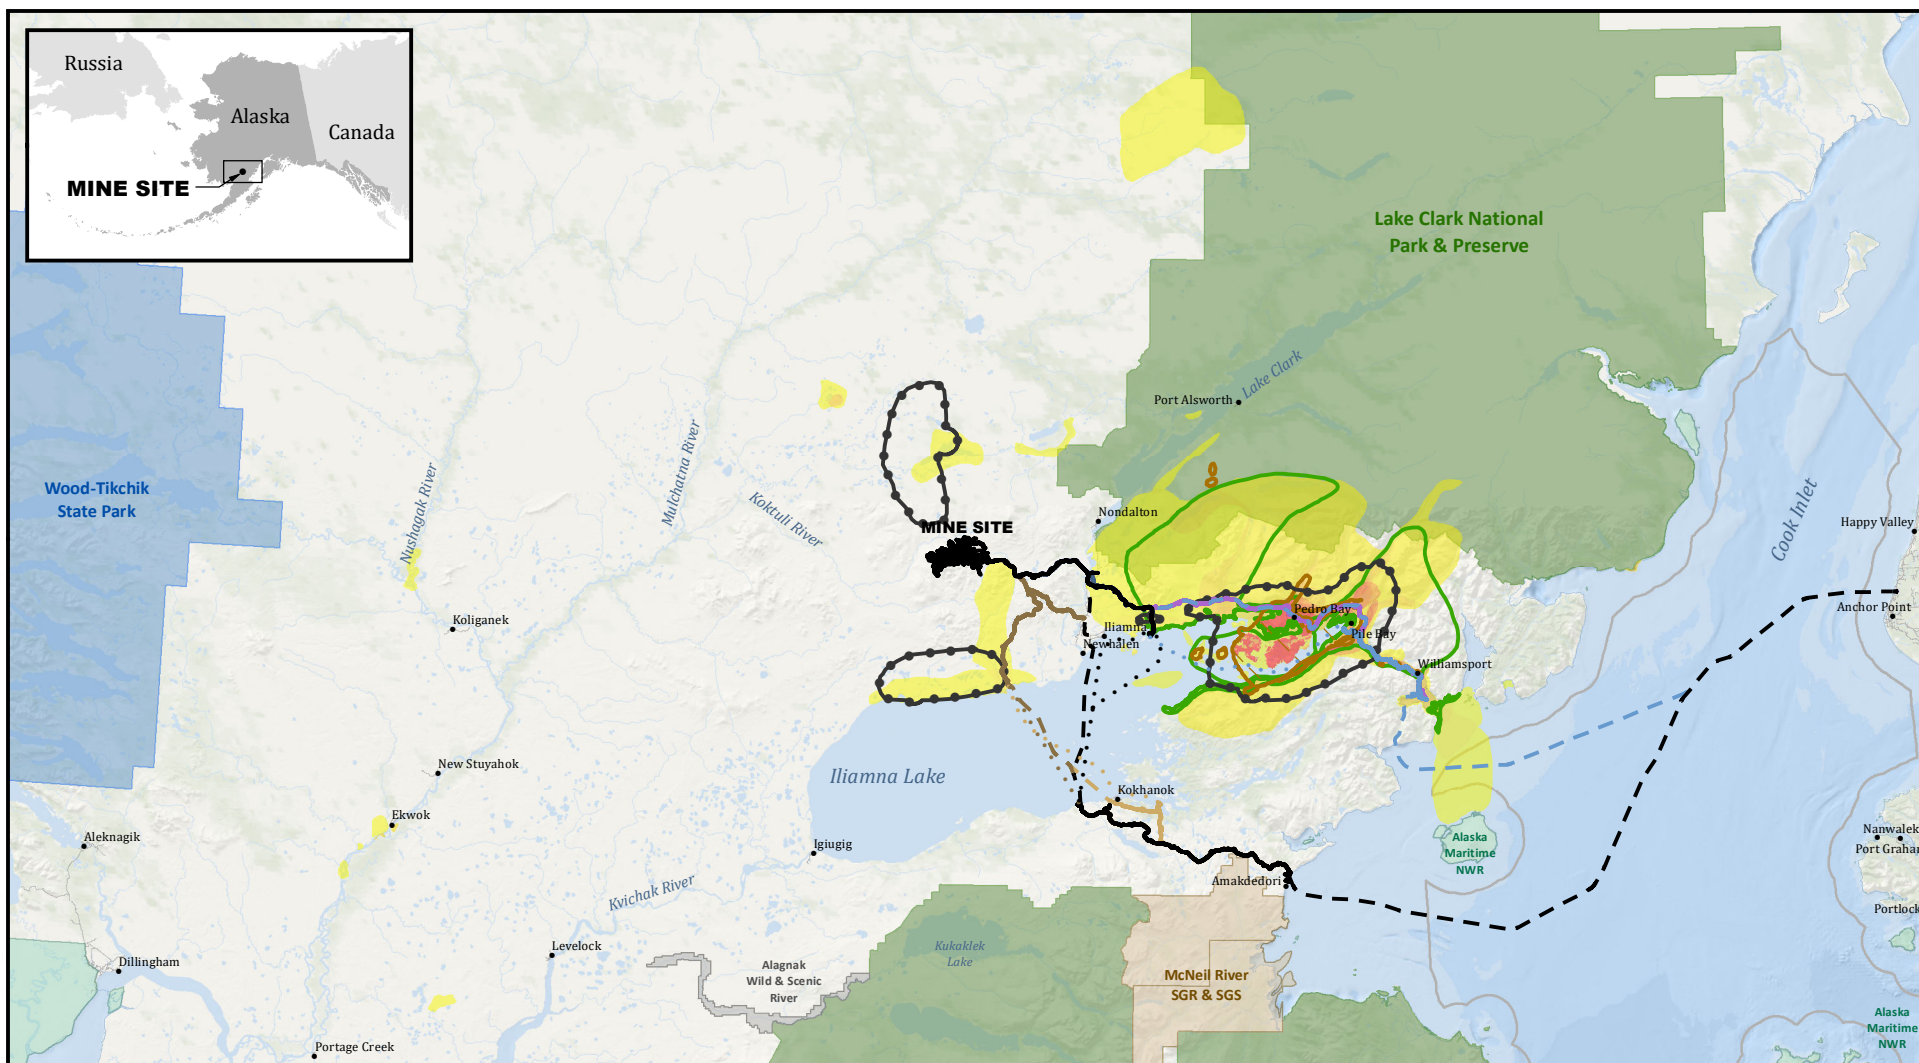 Russia
Alaska
Canada
MINE SITE
Lake Clark National
Park & Preserve
Lake Clark
Port Alsworth
Wood-Tikchik
State Park
Nushagak River
Mulchatna River
Koktuli River
MINE SITE
Nondalton
Cook Inlet
Happy Valley
Anchor Point
Koliganek
Iliamna
Newhalen
Pedro Bay
Pile Bay
Williamsport
New Stuyahok
Iliamna Lake
Kokhanok
Ekwok
Aleknagik
Igiugig
Alaska
Maritime
NWR
Nanwalek
Port Graha
Amakdedori
Kvichak River
Portlock
Levelock
Kukaklek
Lake
Dillingham
Alagnak
Wild & Scenic
River
McNeil River
SGR & SGS
Alaska
Maritime
NWR
Portage Creek